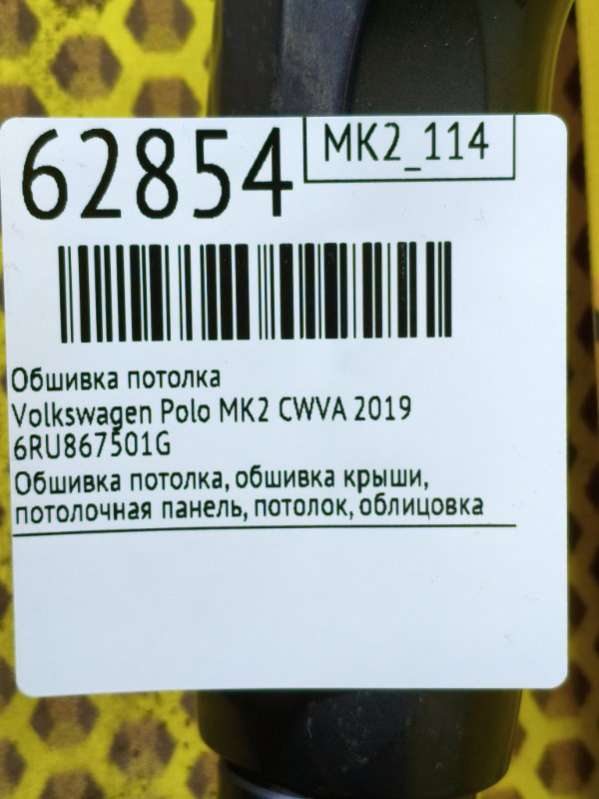 62854
MK2_114
Обшивка потолка
Volkswagen Polo MK2 CWVA 2019
6RU867501G
Обшивка потолка, обшивка крыши,
потолочная панель, потолок, облицовка